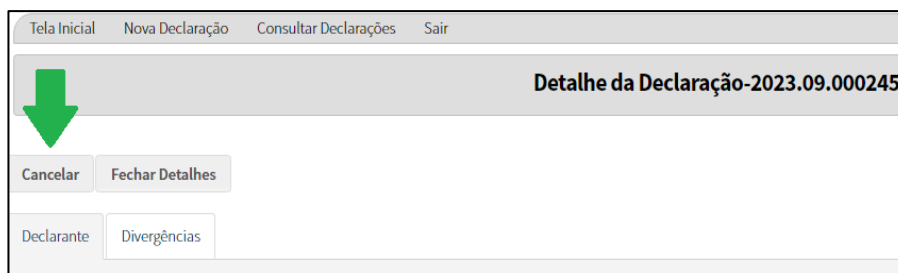 Tela Inicial Nova Declaração Consultar Declarações Sair
Detalhe da Declaração-2023.09.000245
Cancelar Fechar Detalhes
Declarante Divergências